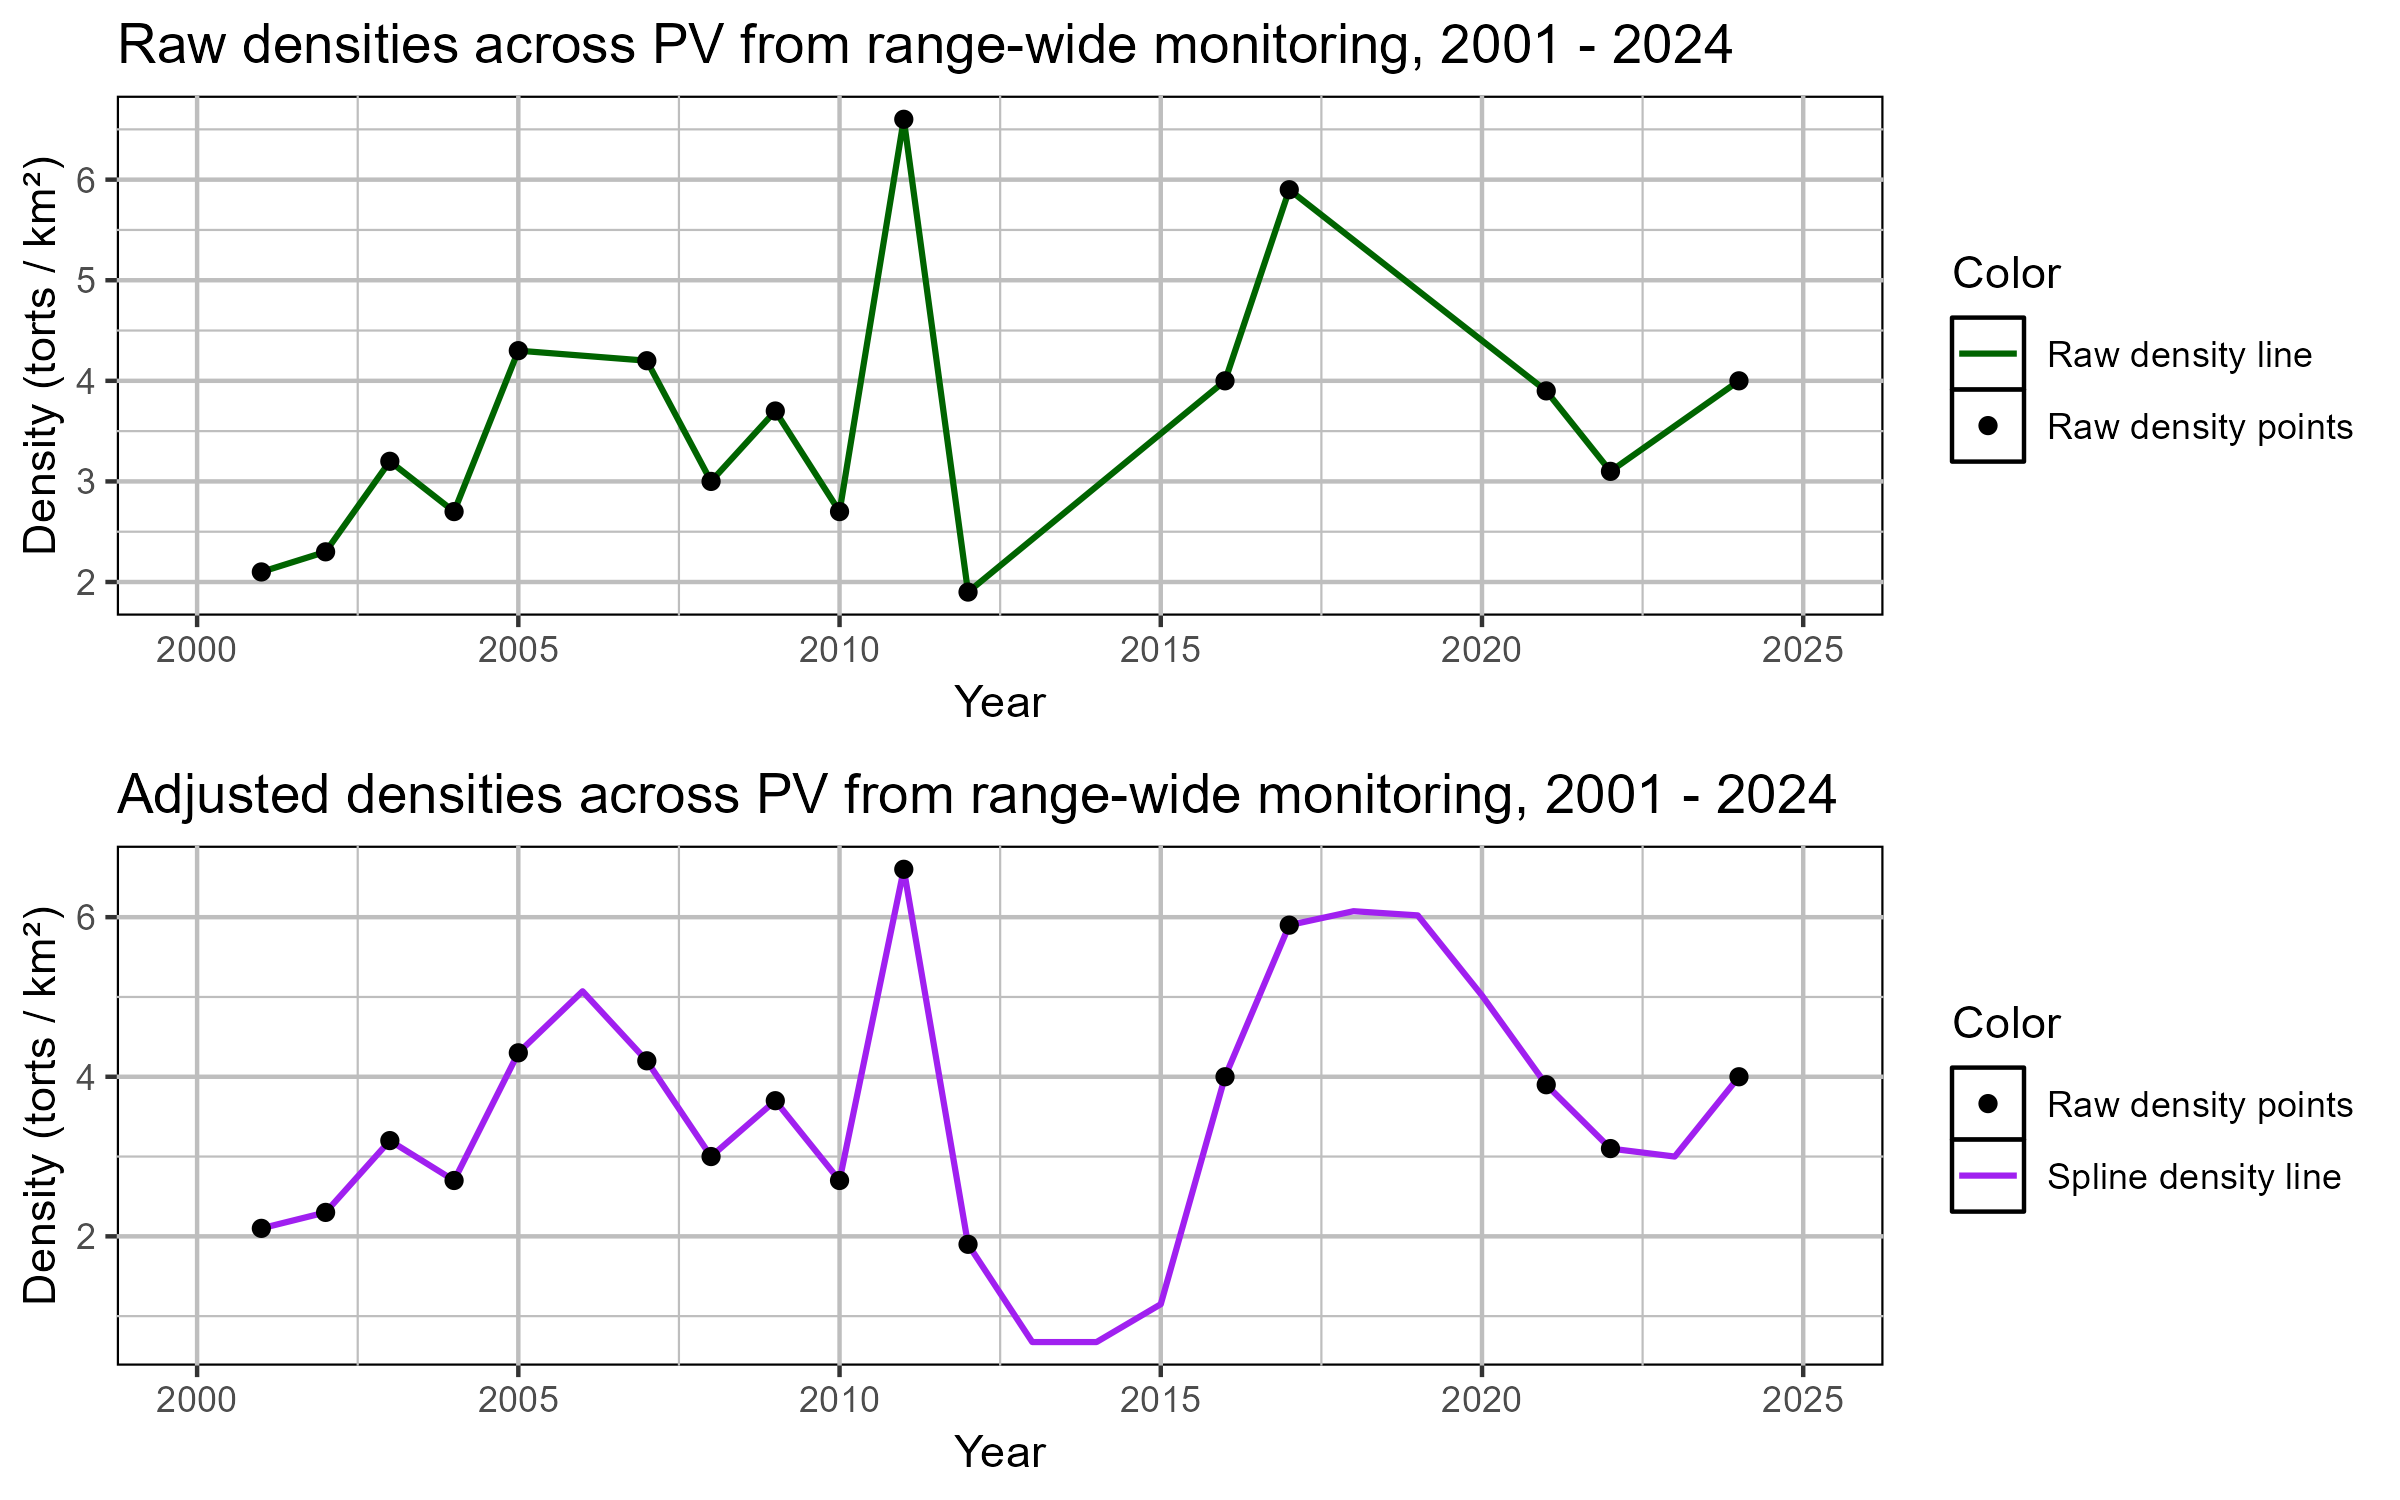 Raw densities across PV from range-wide monitoring, 2001 - 2024
Density (torts / km²)
6
5
4
3
2
2000 2005 2010 2015 2020 2025
Year
Color
Raw density line
Raw density points
Adjusted densities across PV from range-wide monitoring, 2001 - 2024
Density (torts / km²)
6
4
2
2000 2005 2010 2015 2020 2025
Year
Color
Raw density points
Spline density line